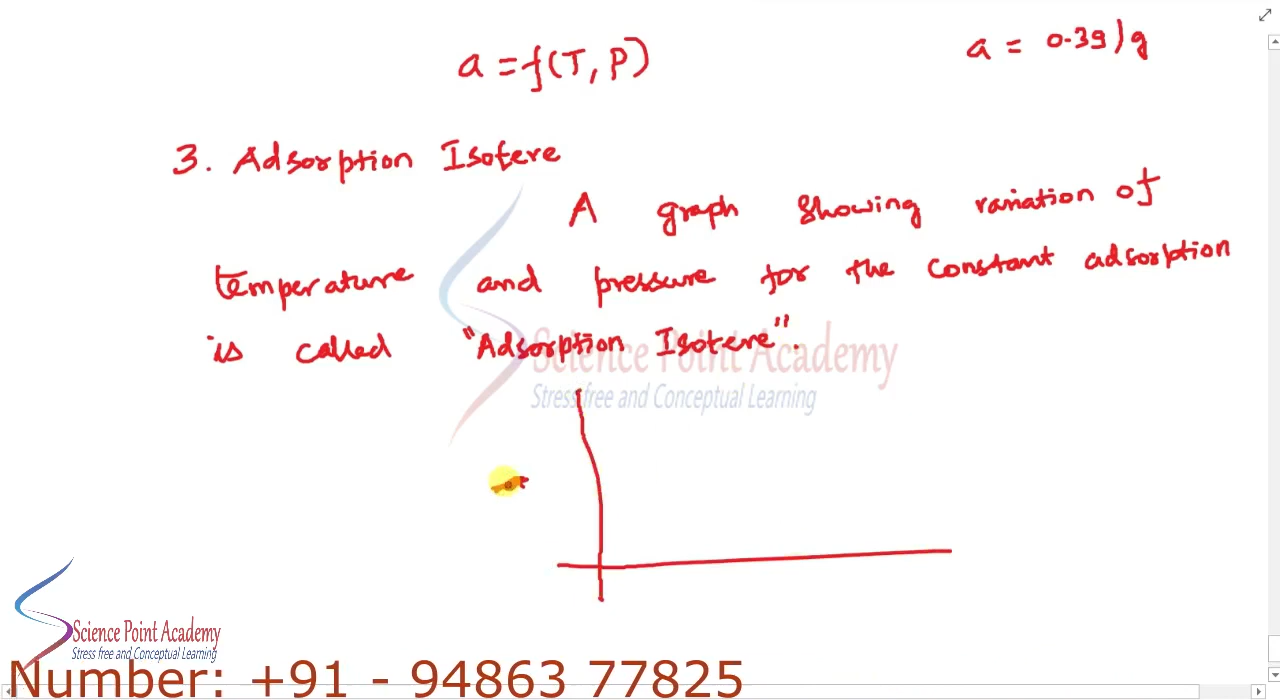 a = f(T, P)
a = 0.39/g
3. Adsorption Isotere
A graph showing variation of
temperature and pressure for the constant adsorption
is called "Adsorption Isotere".
Science Point Academy
Stress free and Conceptual Learning
Science Point Academy
Stress free and Conceptual Learning
Number: +91 - 94863 77825